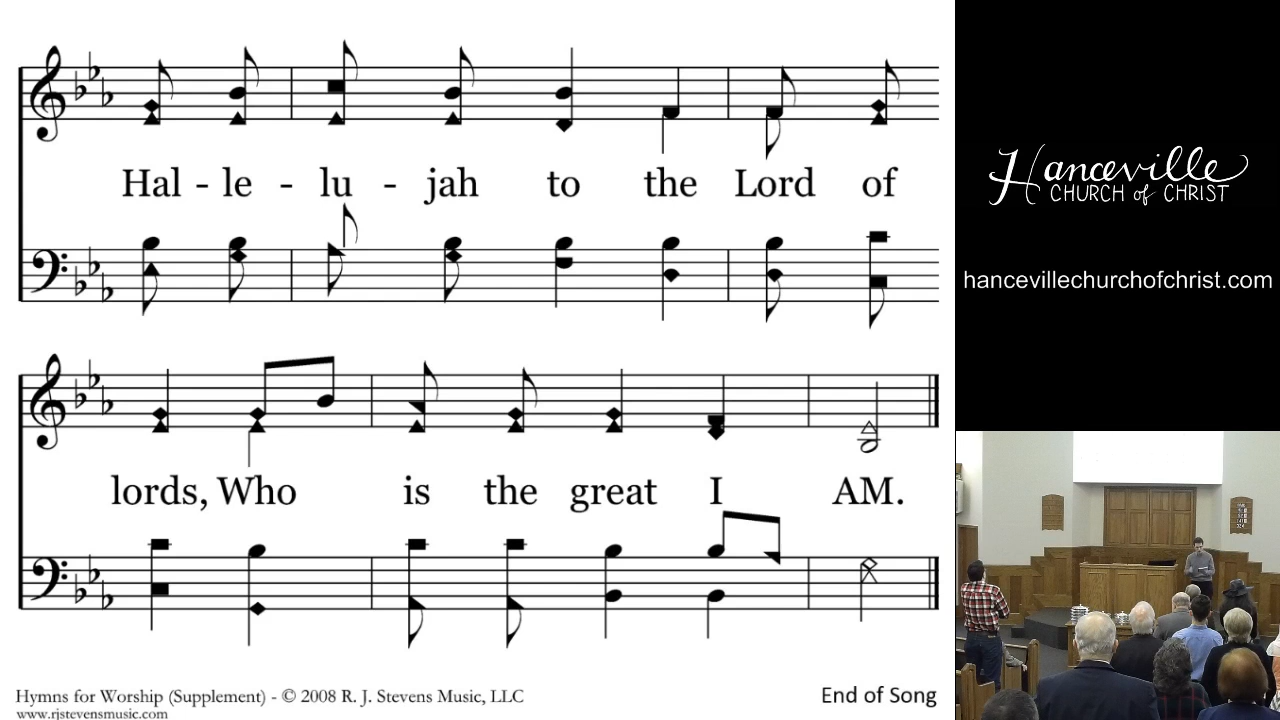 Hal - le - lu - jah to the Lord of
lords, Who is the great I AM.
Hymns for Worship (Supplement) - © 2008 R. J. Stevens Music, LLC
www.rjstevensmusic.com
End of Song
Hanceville
CHURCH of CHRIST
hancevillechurchofchrist.com